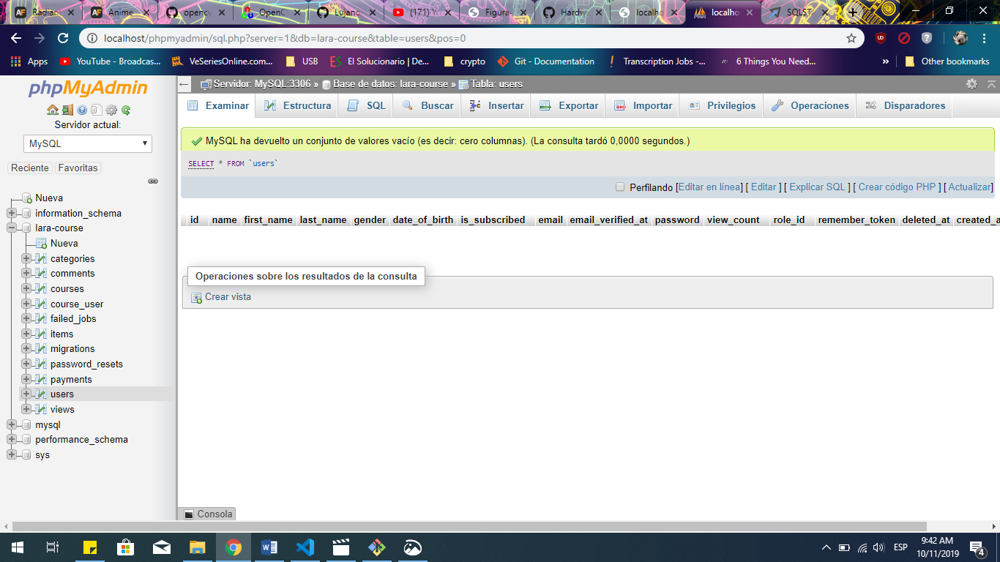 Radiar
Anime
opencv
OpenC
Lujano
(171) Yo
Figura-
Hardw
localho
localho
SQLST
localhost/phpmyadmin/sql.php?server=1&db=lara-course&table=users&pos=0
Apps YouTube - Broadcas... VeSeriesOnline.com... USB El Solucionario | De... crypto Git - Documentation Transcription Jobs -... 6 Things You Need... » Other bookmarks
phpMyAdmin
Servidor actual:
MySQL
Reciente Favoritas
Nueva
information_schema
lara-course
Nueva
categories
comments
courses
course_user
failed_jobs
items
migrations
password_resets
payments
users
views
mysql
performance_schema
sys
Servidor: MySQL:3306 » Base de datos: lara-course » Tabla: users
Examinar Estructura SQL Buscar Insertar Exportar Importar Privilegios Operaciones Disparadores
MySQL ha devuelto un conjunto de valores vacío (es decir: cero columnas). (La consulta tardó 0,0000 segundos.)
SELECT * FROM `users`
Perfilando [Editar en línea] [ Editar ] [ Explicar SQL ] [ Crear código PHP ] [ Actualizar]
id name first_name last_name gender date_of_birth is_subscribed email email_verified_at password view_count role_id remember_token deleted_at created_a
Operaciones sobre los resultados de la consulta
Crear vista
Consola
ESP
9:42 AM
10/11/2019
4